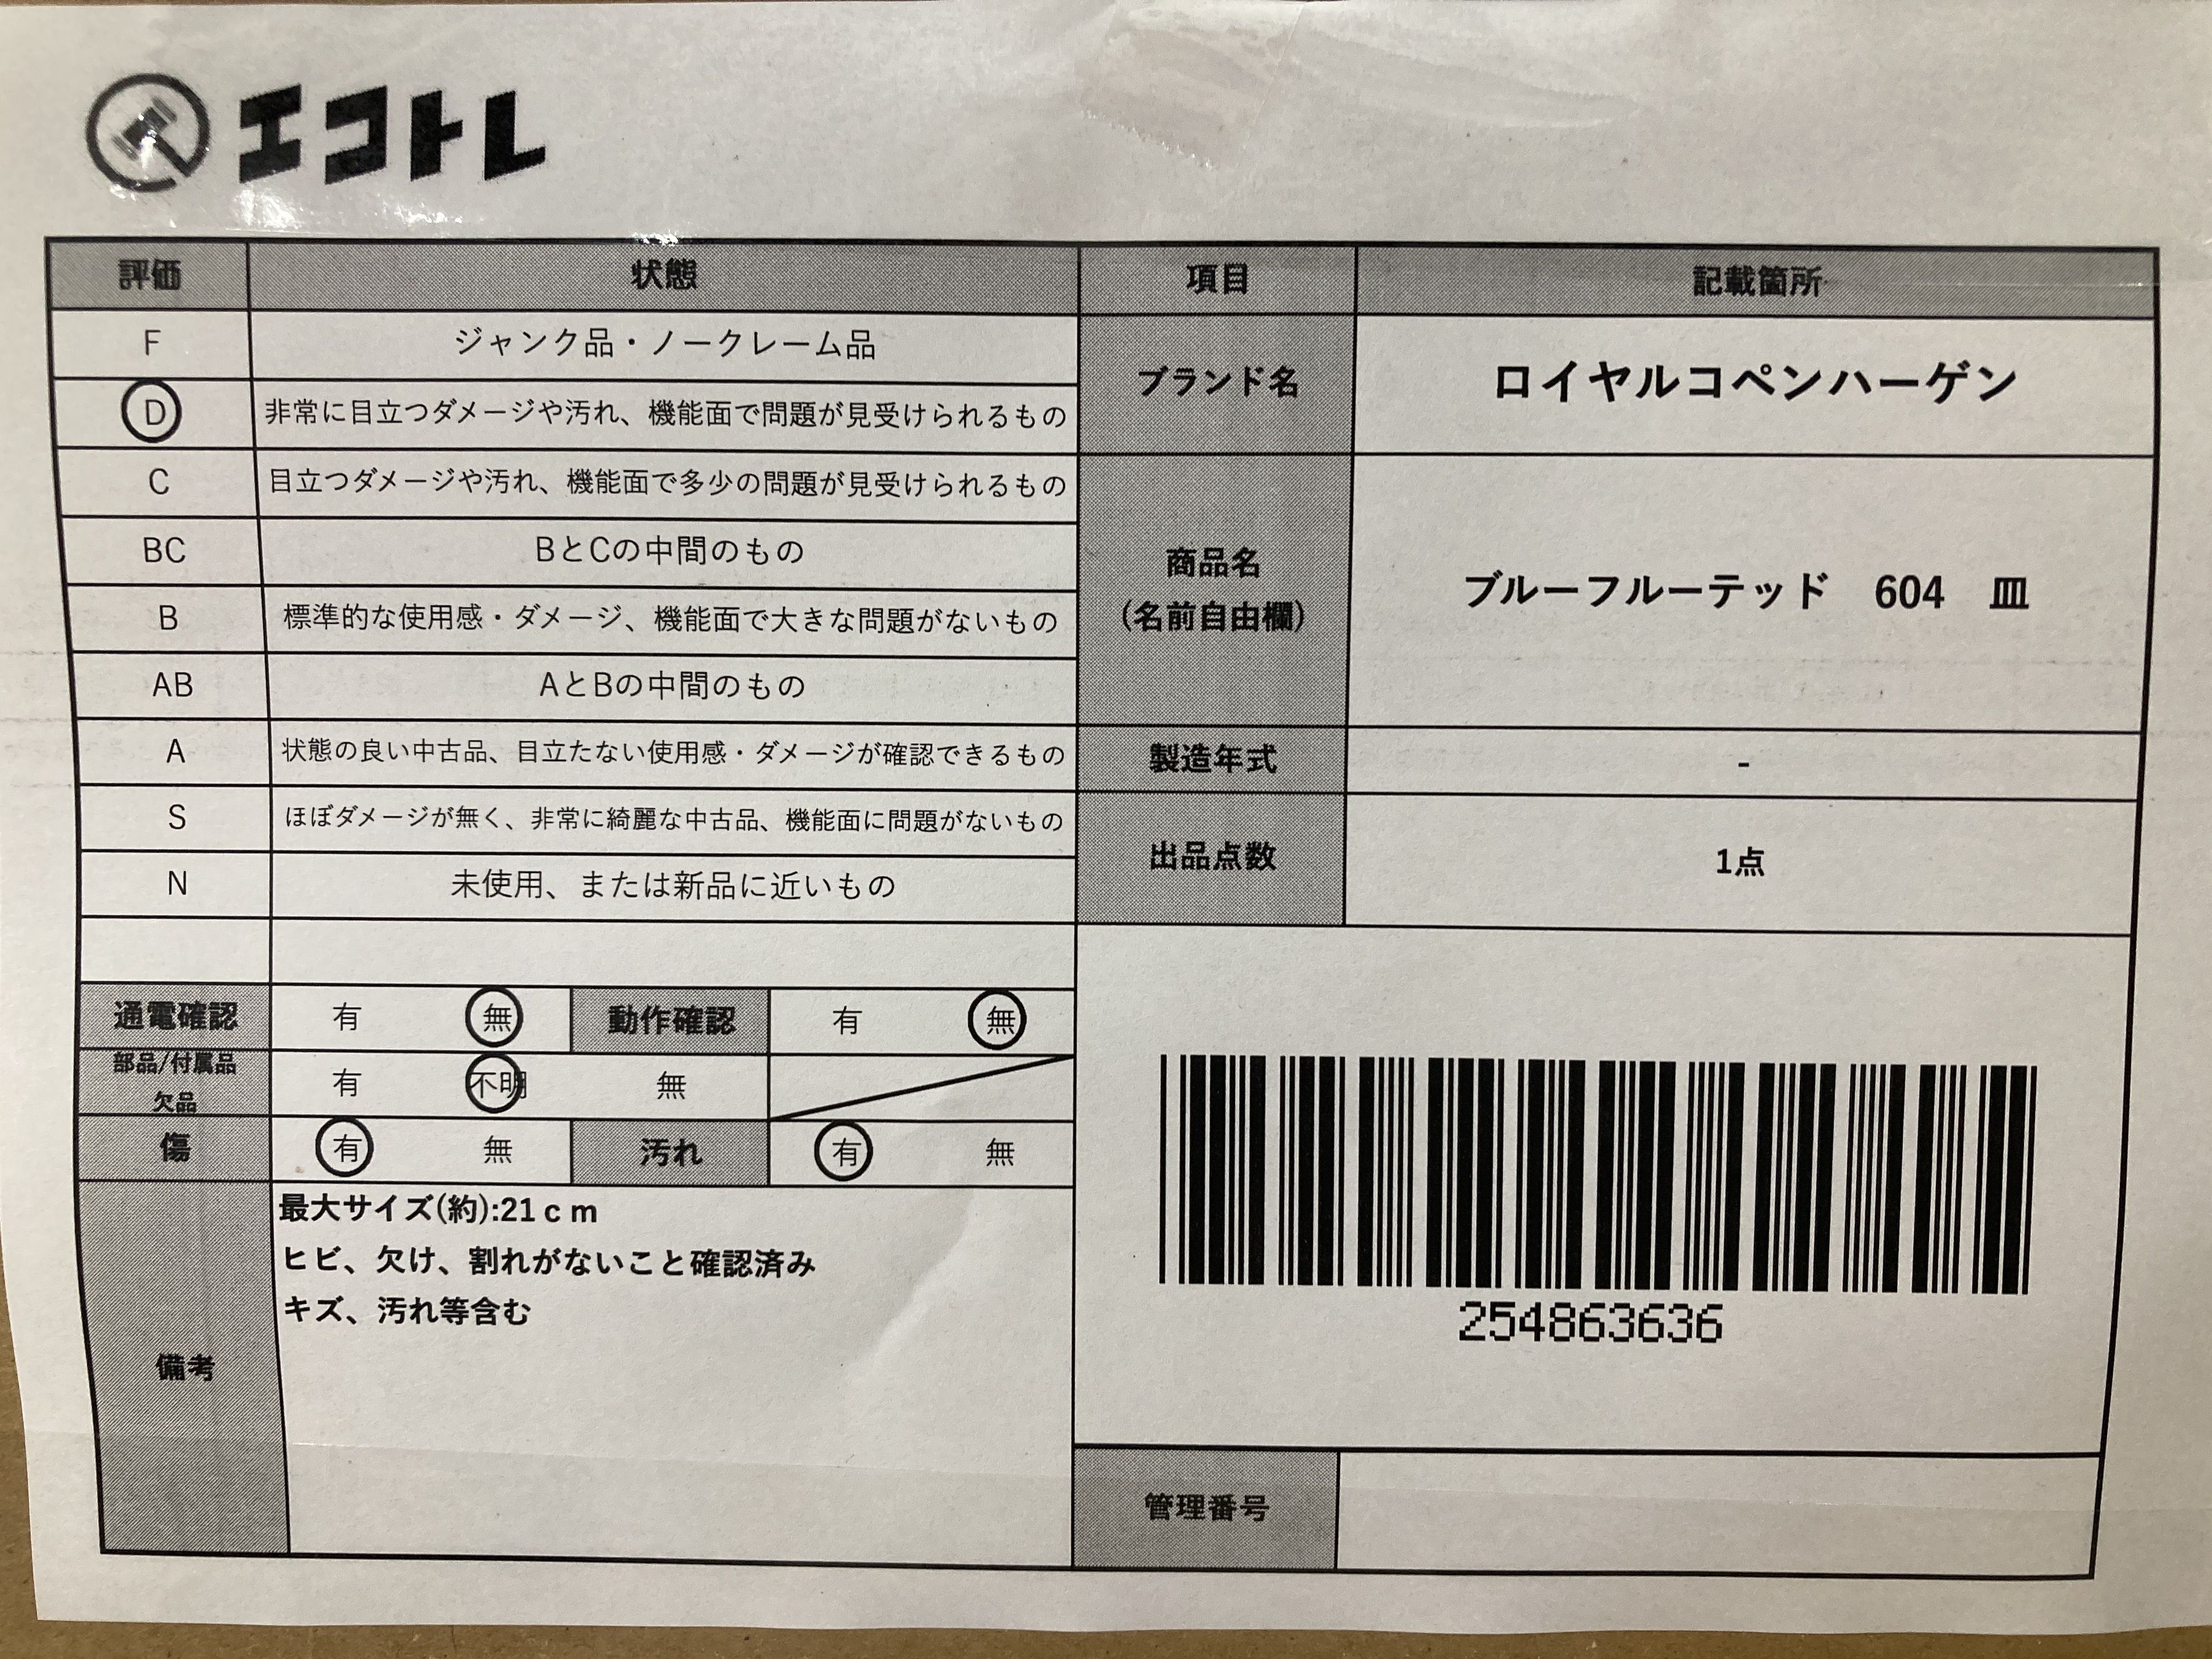 エコトレ
評価 状態 項目 記載箇所
F ジャンク品・ノークレーム品
D 非常に目立つダメージや汚れ、機能面で問題が見受けられるもの
C 目立つダメージや汚れ、機能面で多少の問題が見受けられるもの
BC BとCの中間のもの
B 標準的な使用感・ダメージ、機能面で大きな問題がないもの
AB AとBの中間のもの
A 状態の良い中古品、目立たない使用感・ダメージが確認できるもの
S ほぼダメージが無く、非常に綺麗な中古品、機能面に問題がないもの
N 未使用、または新品に近いもの
ブランド名 ロイヤルコペンハーゲン
商品名
(名前自由欄)
ブルーフルーテッド 604 皿
製造年式 -
出品点数 1点
通電確認 有 無 動作確認 有 無
部品/付属品
欠品
有 不明 無
傷 有 無 汚れ 有 無
備考
最大サイズ(約):21ｃｍ
ヒビ、欠け、割れがないこと確認済み
キズ、汚れ等含む
254863636
管理番号